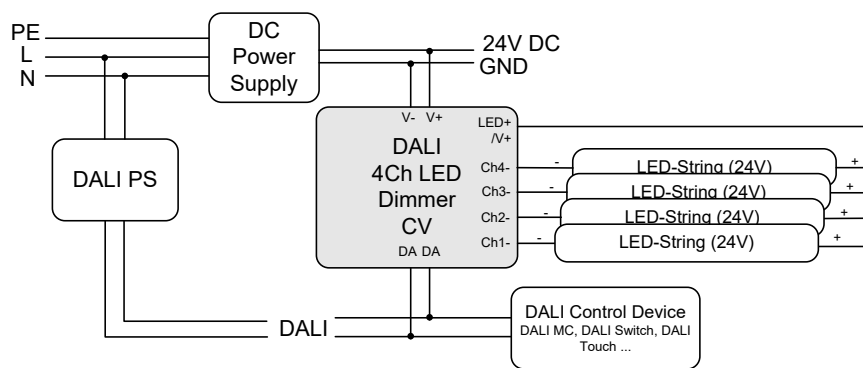 PE
L
N
DC
Power
Supply
24V DC
GND
DALI PS
V- V+
DALI
4Ch LED
Dimmer
CV
DA DA
LED+
/V+
Ch4-
Ch3-
Ch2-
Ch1-
- LED-String (24V) +
- LED-String (24V) +
- LED-String (24V) +
- LED-String (24V) +
DALI
DALI Control Device
DALI MC, DALI Switch, DALI
Touch ...